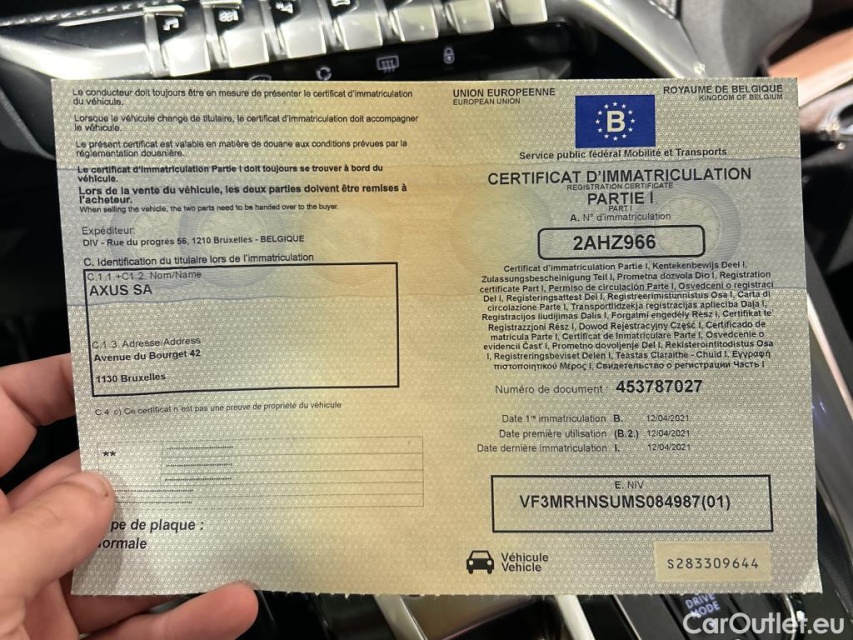 Le conducteur doit toujours être en mesure de présenter le certificat d'immatriculation
du véhicule.
Lorsque le véhicule change de titulaire, le certificat d'immatriculation doit accompagner
le véhicule.
Le présent certificat est valable en matière de douane aux conditions prévues par la
réglementation douanière.
Le certificat d'immatriculation Partie I doit toujours se trouver à bord du
véhicule.
Lors de la vente du véhicule, les deux parties doivent être remises à
l'acheteur.
When selling the vehicle, the two parts need to be handed over to the buyer.
Expéditeur:
DIV - Rue du progrès 56, 1210 Bruxelles - BELGIQUE
C. Identification du titulaire lors de l'immatriculation
C.1.1.+C1.2. Nom/Name
AXUS SA
C.1.3. Adresse/Address
Avenue du Bourget 42
1130 Bruxelles
C 4 c) Ce certificat n'est pas une preuve de propriété du véhicule
**
pe de plaque :
ormale
UNION EUROPEENNE
EUROPEAN UNION
ROYAUME DE BELGIQUE
KINGDOM OF BELGIUM
B
Service public fédéral Mobilité et Transports
CERTIFICAT D'IMMATRICULATION
REGISTRATION CERTIFICATE
PARTIE I
PART I
A. N° d'immatriculation
2AHZ966
Certificat d'immatriculation Partie I, Kentekenbewijs Deel I,
Zulassungsbescheinigung Teil I, Prometna dozvola Dio I, Registration
certificate Part I, Permiso de circulación Parte I, Osvedčení o registraci
Del I, Registreringsattest Del I, Registreerimistunnistus Osa I, Carta di
circolazione Parte I, Transportlīdzekļa reģistrācijas apliecība Daļa I,
Registracijos liudijimas Dalis I, Forgalmi engedély Rész I, Ċertifikat ta'
Reġistrazzjoni Rész I, Dowód Rejestracyjny Część I, Certificado de
matrícula Parte I, Certificat de Inmatriculare Partea I, Osvedčenie o
evidencii Časť I, Prometno dovoljenje Del I, Rekisteröintitodistus Osa
I, Registreringsbeviset Delen I, Teastas Cláraithe - Chuid I, Εγγραφή
πιστοποιητικού Μέρος I, Свидетелство о регистрации Часть I
Numéro de document 453787027
Date 1re immatriculation B. 12/04/2021
Date première utilisation (B.2.) 12/04/2021
Date dernière immatriculation I. 12/04/2021
E. NIV
VF3MRHNSUMS084987(01)
Véhicule
Vehicle
S283309644
DRIVE
MODE
CarOutlet.eu